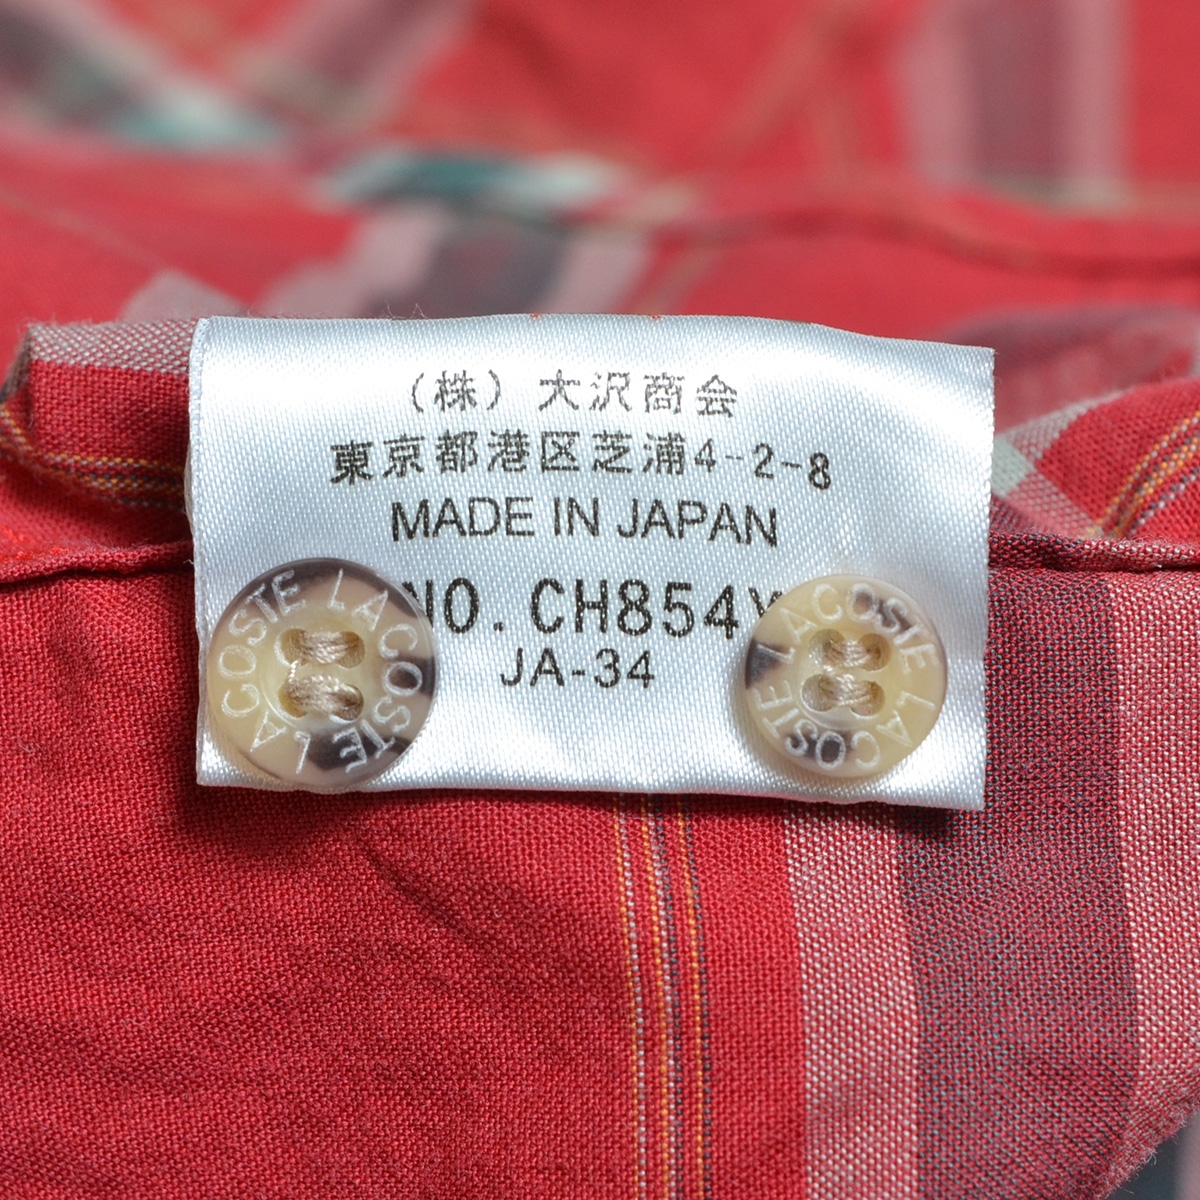 （株）大沢商会
東京都港区芝浦4-2-8
MADE IN JAPAN
NO. CH854Y
JA-34
LACOSTE LACOSTE
LACOSTE LACOSTE